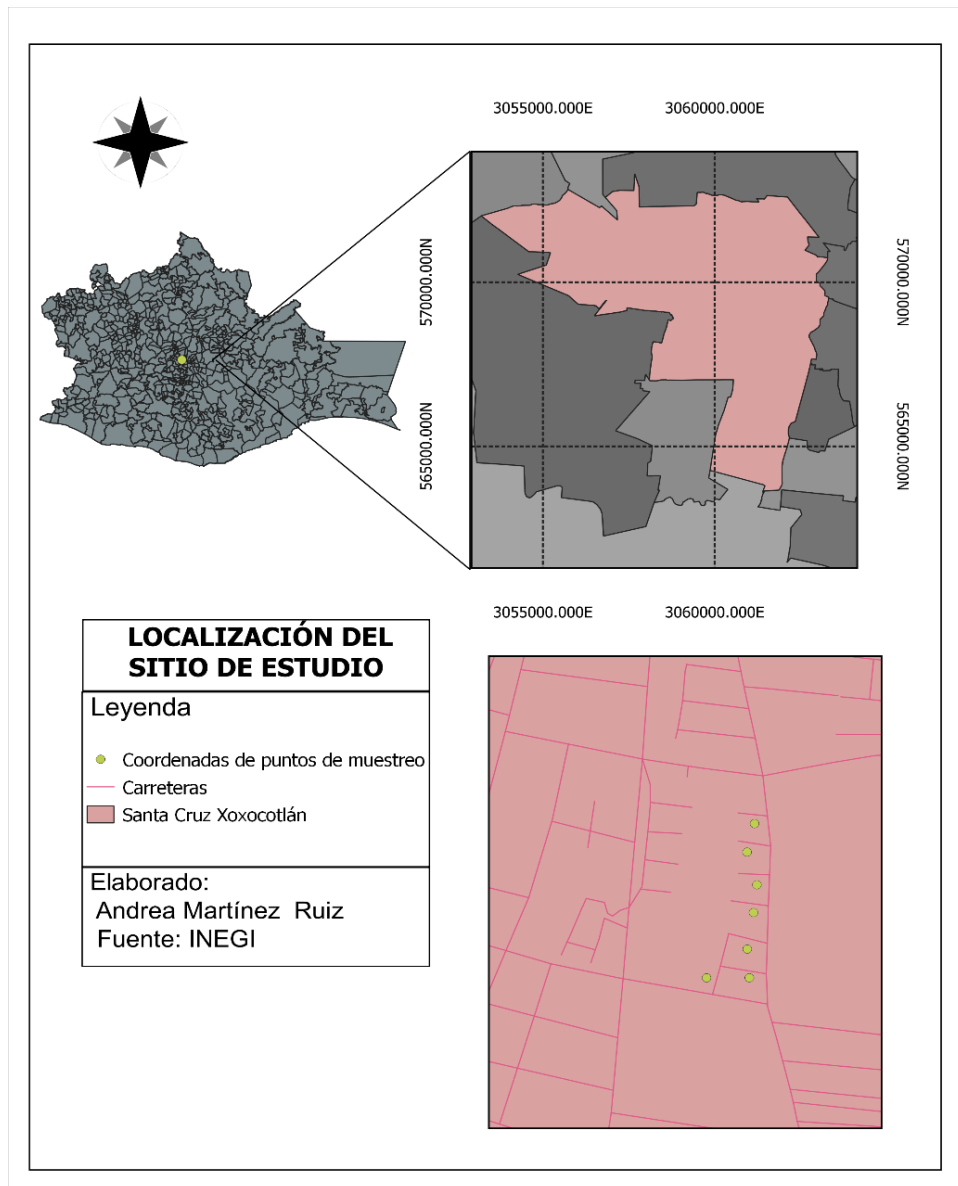 3055000.000E 3060000.000E
570000.000N
570000.000N
565000.000N
565000.000N
3055000.000E 3060000.000E
LOCALIZACIÓN DEL
SITIO DE ESTUDIO
Leyenda
Coordenadas de puntos de muestreo
Carreteras
Santa Cruz Xoxocotlán
Elaborado:
Andrea Martínez Ruiz
Fuente: INEGI